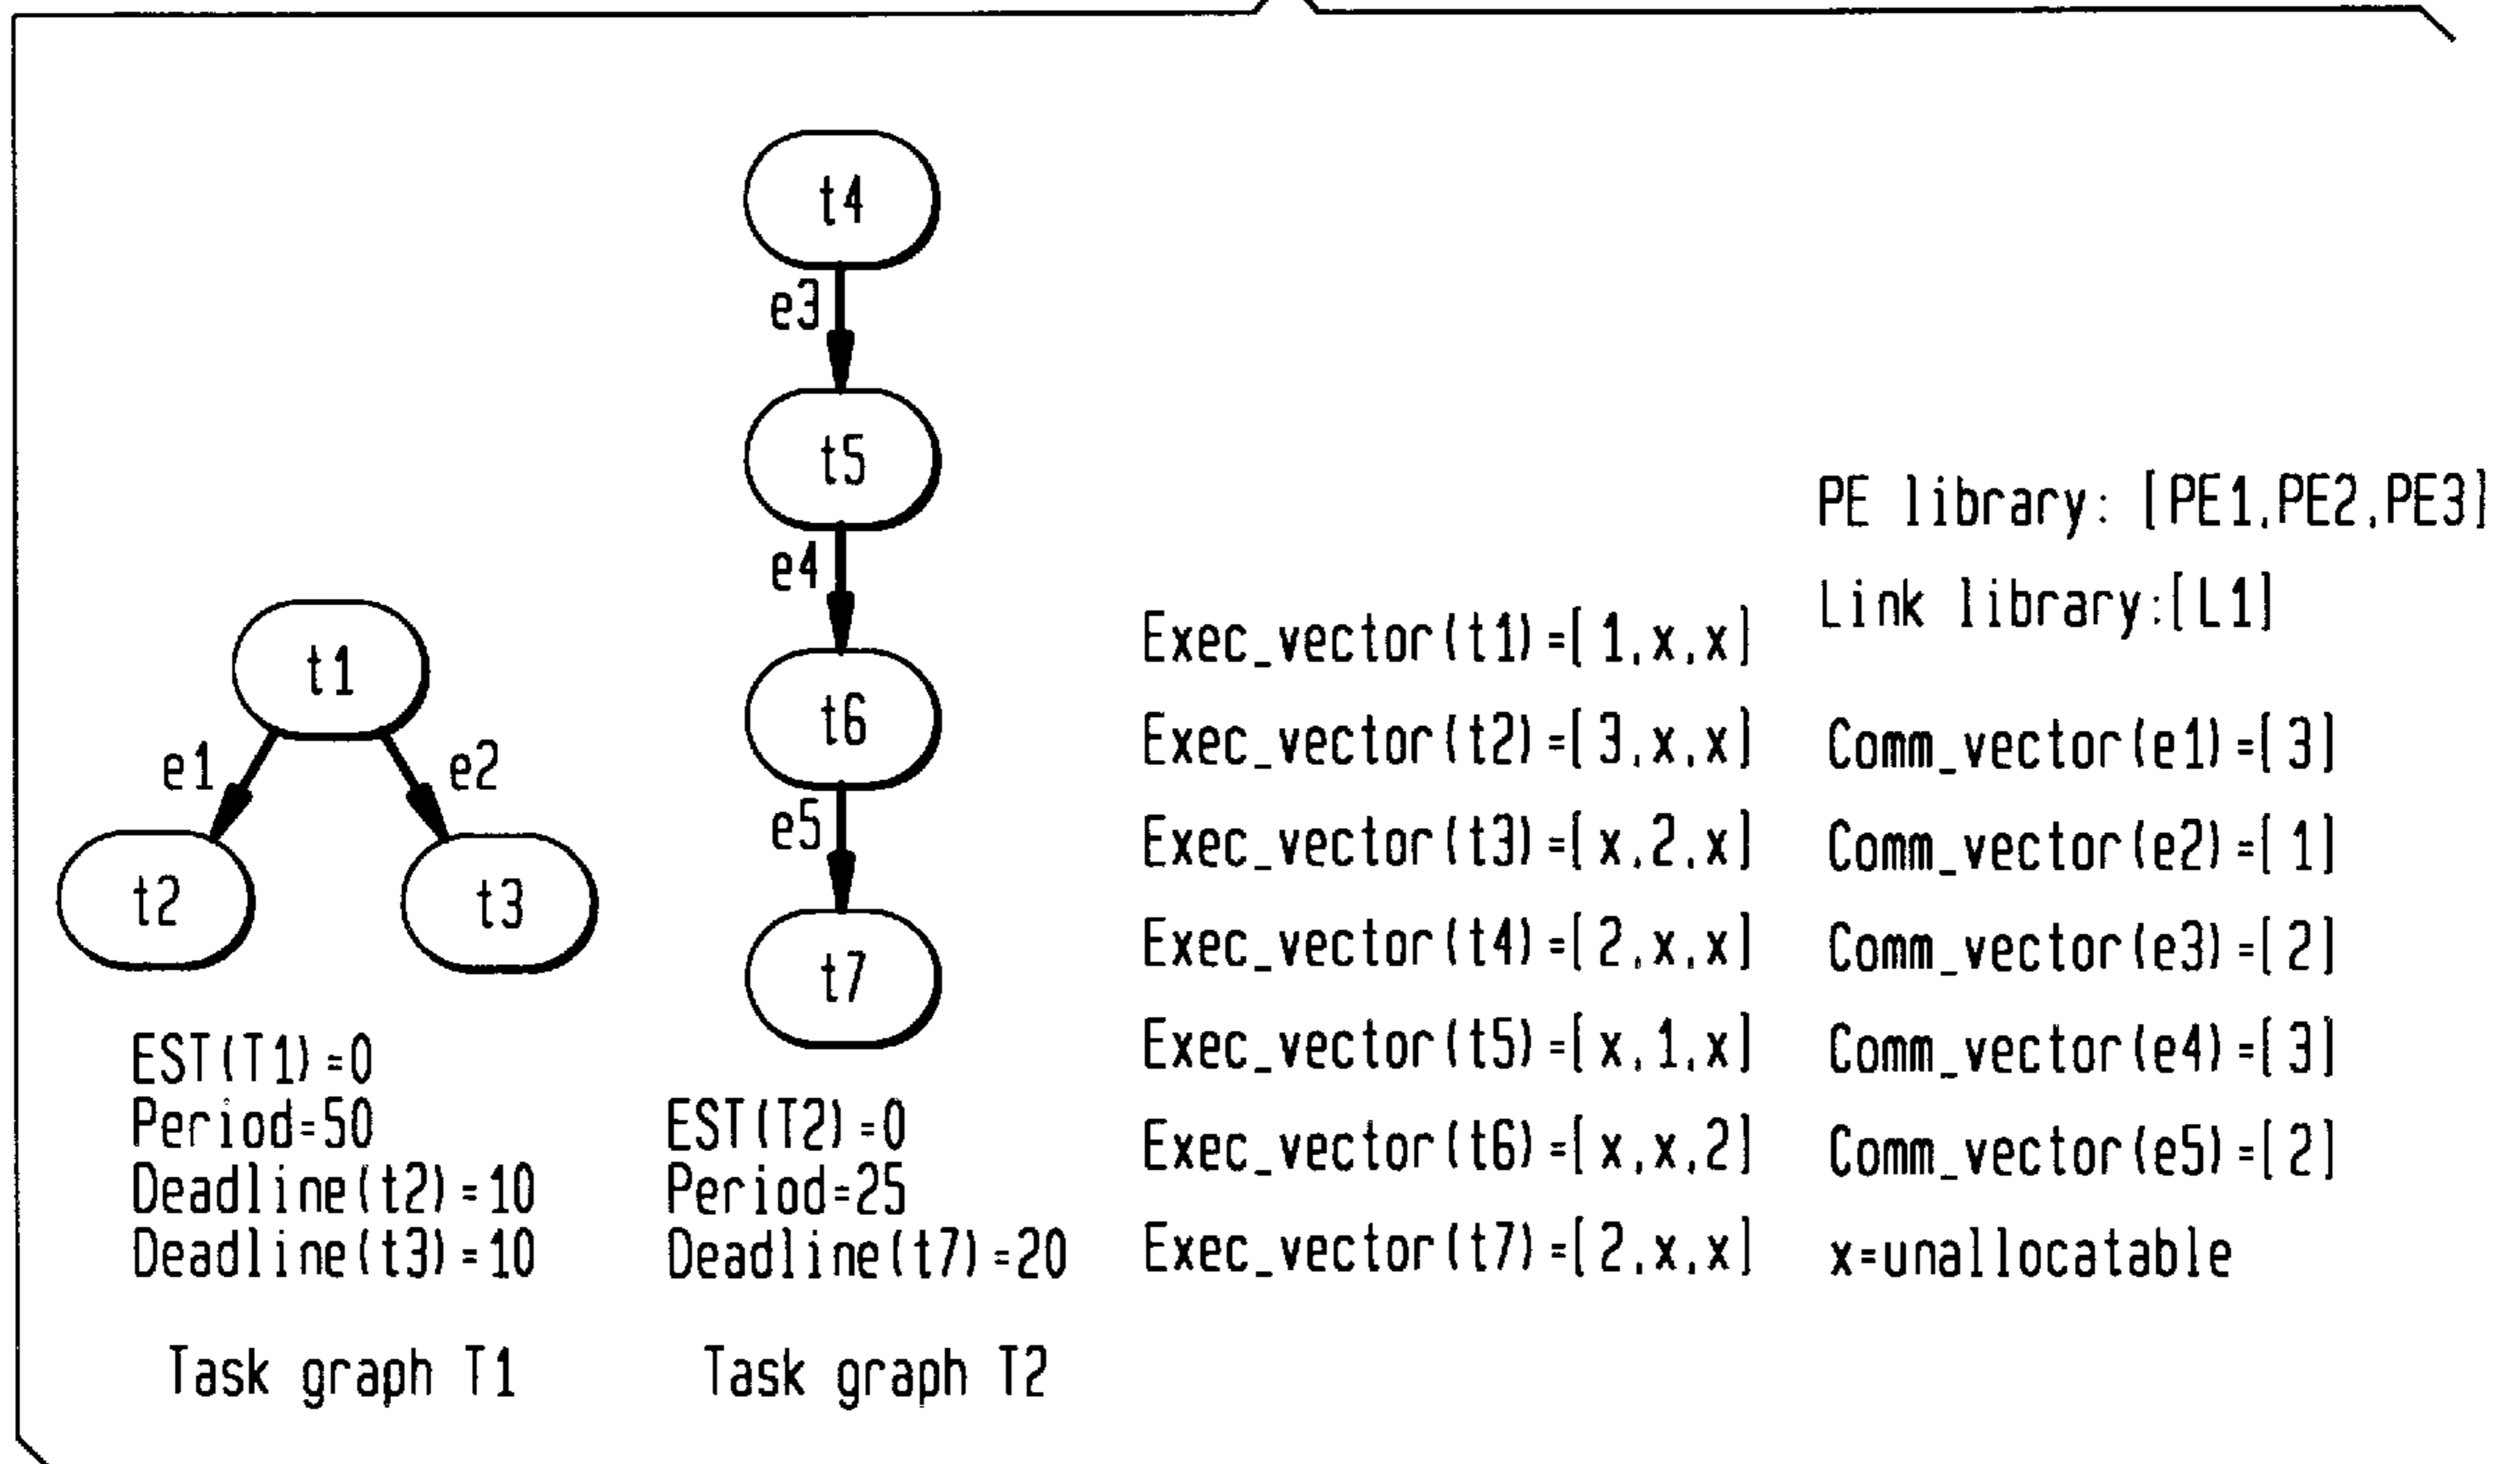 t4
e3
t5
e4
t6
e5
t7
t1
e1
e2
t2
t3
EST(T1)=0
Period=50
Deadline(t2)=10
Deadline(t3)=10
Task graph T1
EST(T2)=0
Period=25
Deadline(t7)=20
Task graph T2
Exec_vector(t1)=[1,x,x]
Exec_vector(t2)=[3,x,x]
Exec_vector(t3)=[x,2,x]
Exec_vector(t4)=[2,x,x]
Exec_vector(t5)=[x,1,x]
Exec_vector(t6)=[x,x,2]
Exec_vector(t7)=[2,x,x]
PE library: [PE1,PE2,PE3]
Link library:[L1]
Comm_vector(e1)=[3]
Comm_vector(e2)=[1]
Comm_vector(e3)=[2]
Comm_vector(e4)=[3]
Comm_vector(e5)=[2]
x=unallocatable